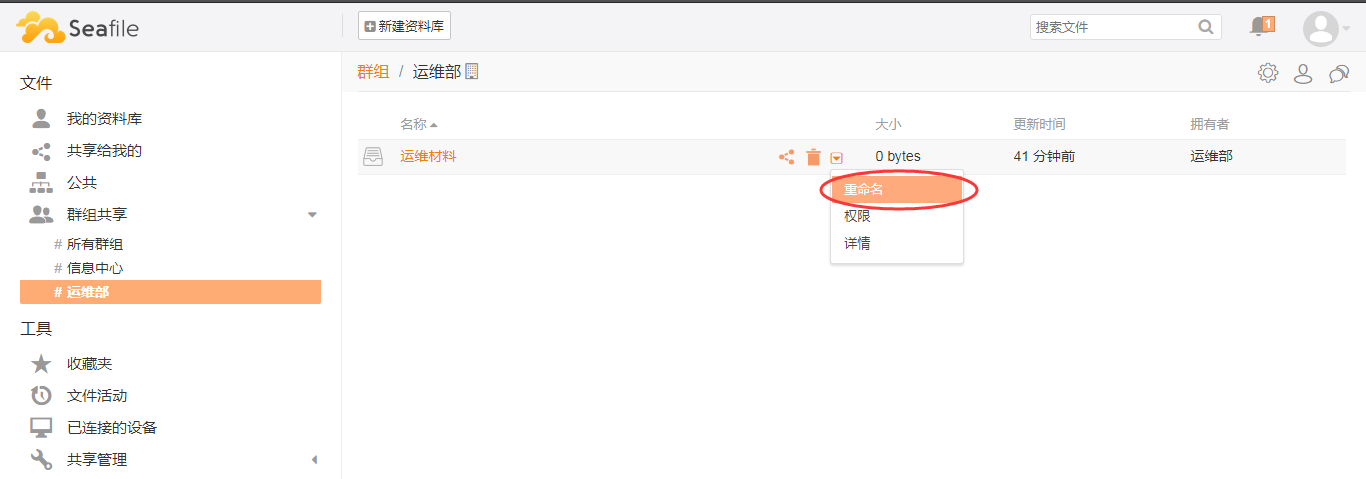 Seafile
新建资料库
搜索文件
1
文件
我的资料库
共享给我的
公共
群组共享
# 所有群组
# 信息中心
# 运维部
工具
收藏夹
文件活动
已连接的设备
共享管理
群组 / 运维部
名称 大小 更新时间 拥有者
运维材料 0 bytes 41 分钟前 运维部
重命名
权限
详情